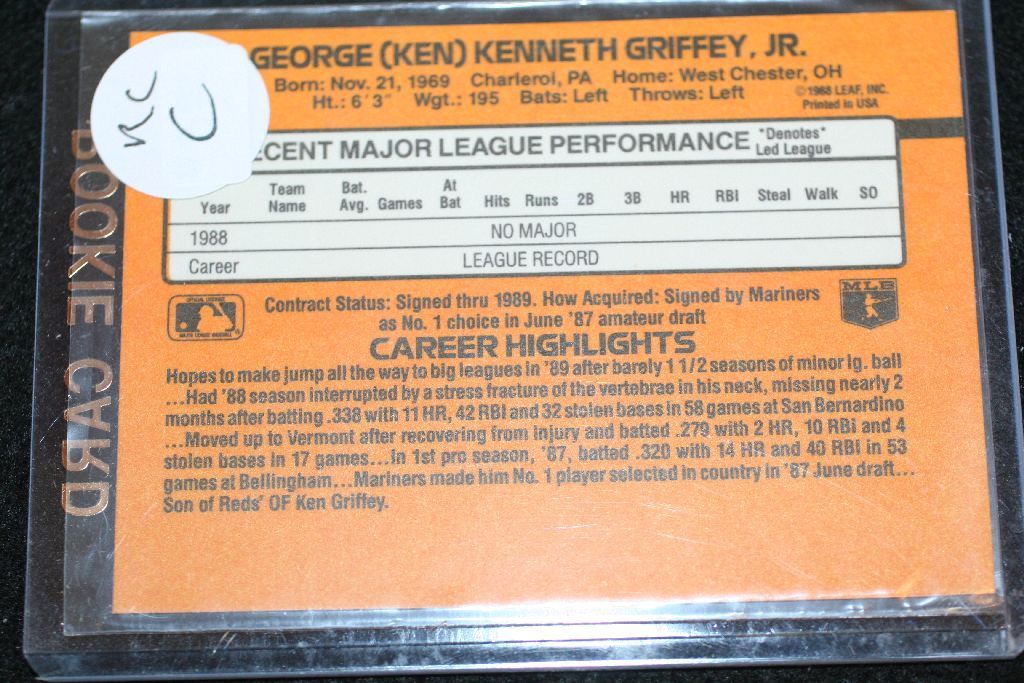 GEORGE (KEN) KENNETH GRIFFEY, JR.
Born: Nov. 21, 1969 Charleroi, PA Home: West Chester, OH
Ht.: 6'3" Wgt.: 195 Bats: Left Throws: Left
©1988 LEAF, INC.
Printed in USA
RC
C
ECENT MAJOR LEAGUE PERFORMANCE
*Denotes*
Led League
Year Team Name Bat. Avg. Games At Bat Hits Runs 2B 3B HR RBI Steal Walk SO
1988 NO MAJOR
Career LEAGUE RECORD
Contract Status: Signed thru 1989. How Acquired: Signed by Mariners
as No. 1 choice in June '87 amateur draft
MLB
CAREER HIGHLIGHTS
Hopes to make jump all the way to big leagues in '89 after barely 1 1/2 seasons of minor lg. ball
...Had '88 season interrupted by a stress fracture of the vertebrae in his neck, missing nearly 2
months after batting .338 with 11 HR, 42 RBI and 32 stolen bases in 58 games at San Bernardino
...Moved up to Vermont after recovering from injury and batted .279 with 2 HR, 10 RBI and 4
stolen bases in 17 games...In 1st pro season, '87, batted .320 with 14 HR and 40 RBI in 53
games at Bellingham...Mariners made him No. 1 player selected in country in '87 June draft...
Son of Reds' OF Ken Griffey.
ROOKIE CARD